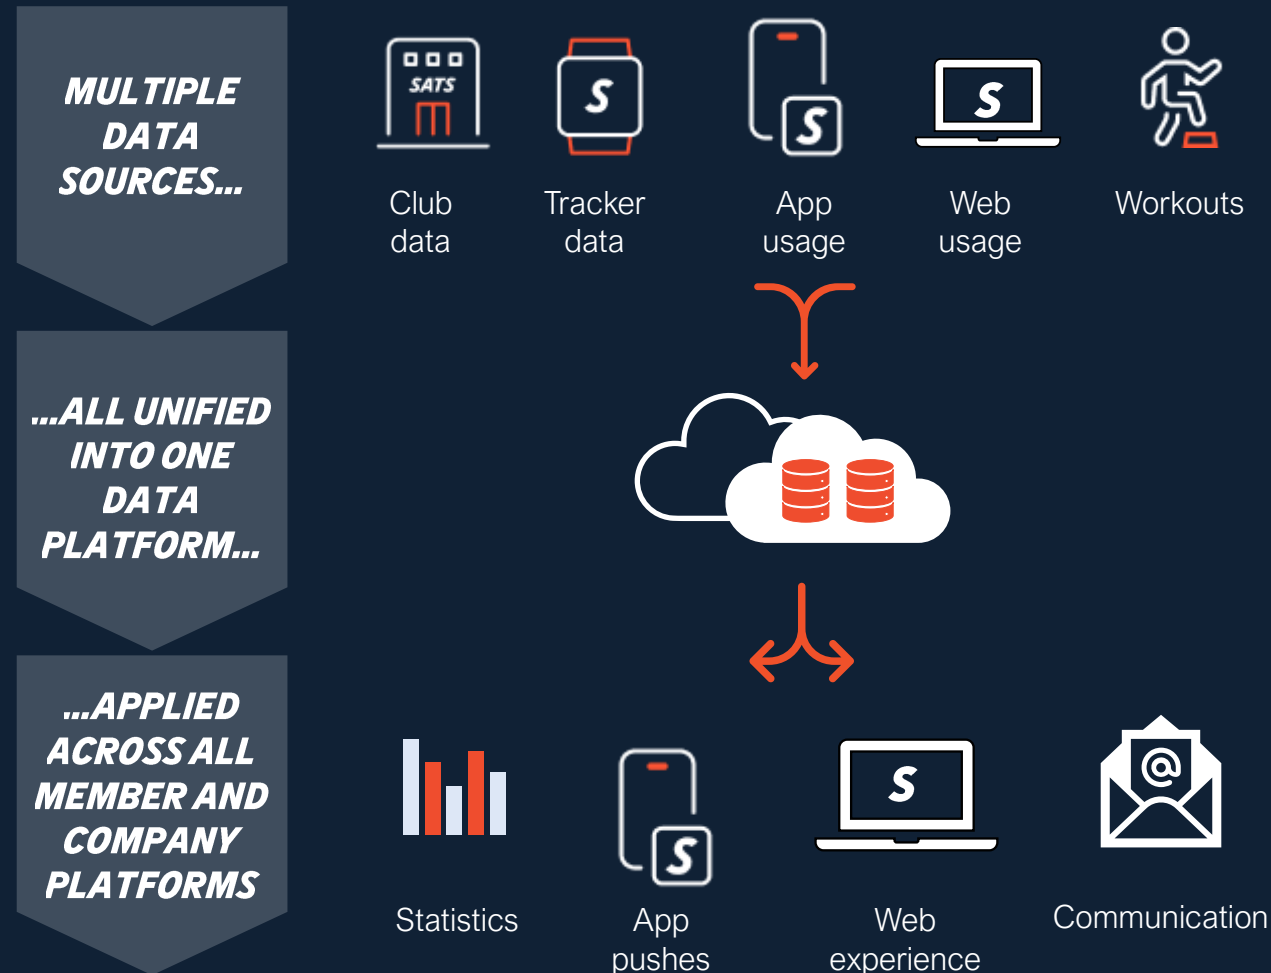 MULTIPLE
DATA
SOURCES...
SATS
S
S
S
Club
data
Tracker
data
App
usage
Web
usage
Workouts
...ALL UNIFIED
INTO ONE
DATA
PLATFORM...
...APPLIED
ACROSS ALL
MEMBER AND
COMPANY
PLATFORMS
S
S
@
Statistics
App
pushes
Web
experience
Communication